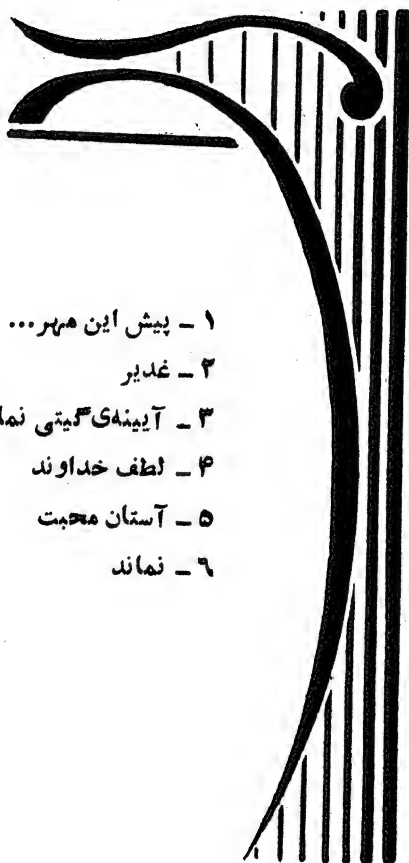 ۱ - پیش این مهر...
۲ - غدیر
۳ - آیینه‌ی گیتی نما
۴ - لطف خداوند
۵ - آستان محبت
۶ - نماند